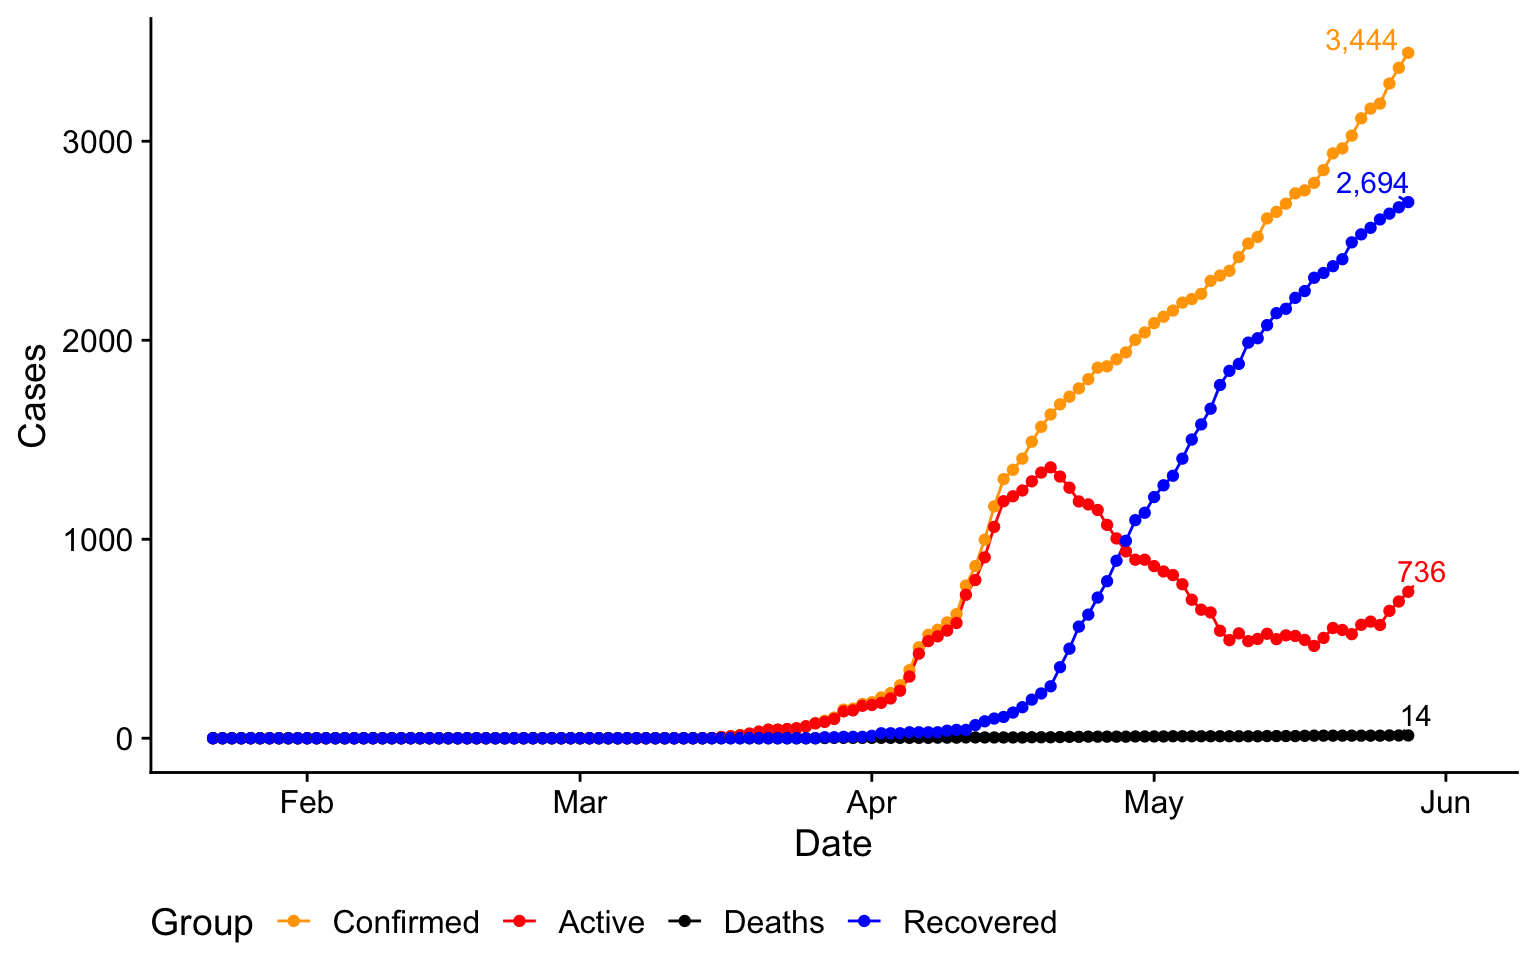 3,444
3000
2,694
2000
Cases
1000
736
14
0
Feb Mar Apr May Jun
Date
Group Confirmed Active Deaths Recovered